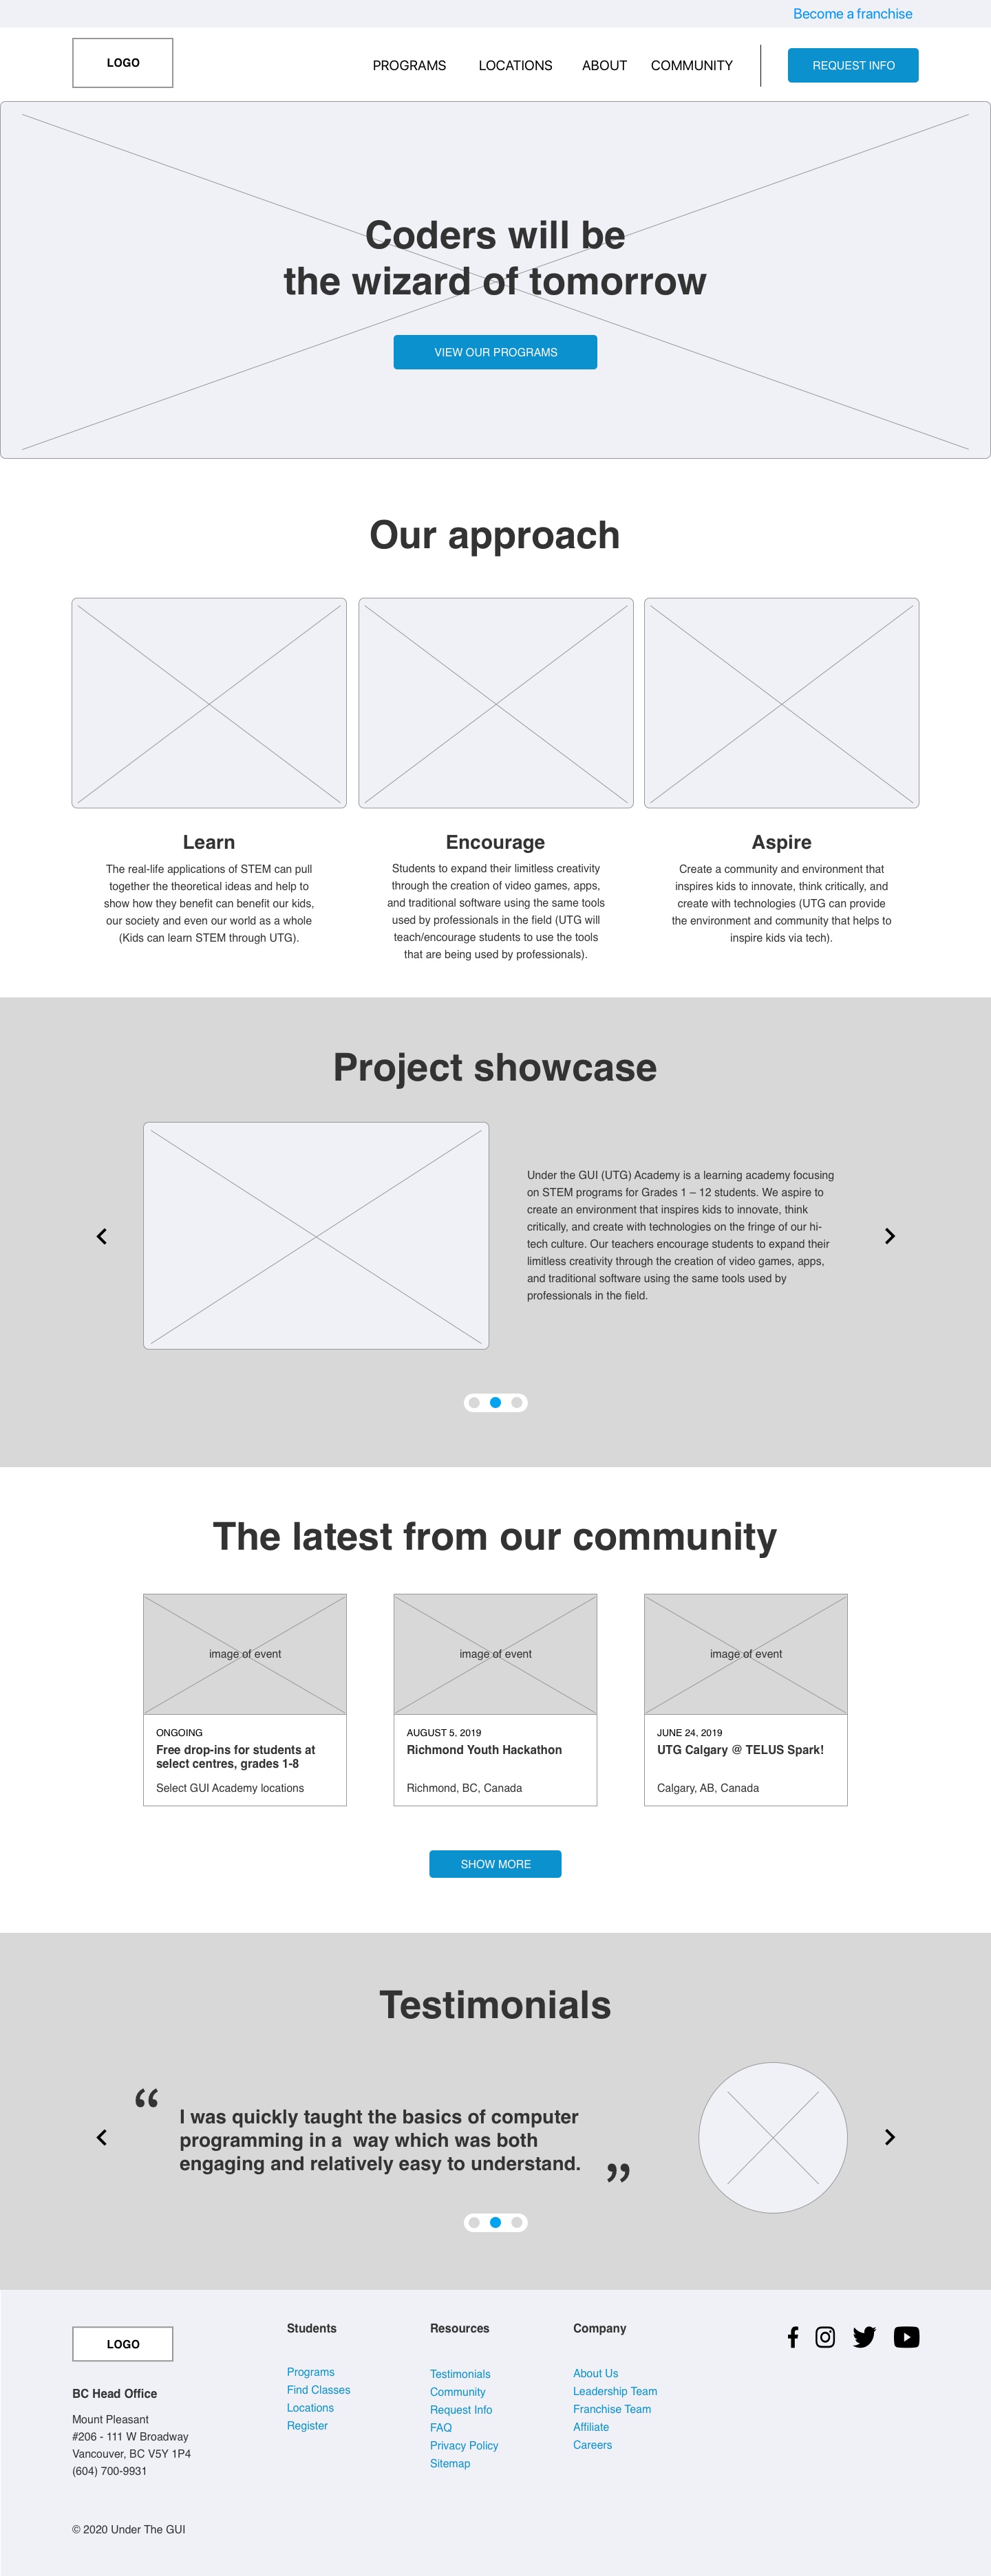 Become a franchise
LOGO
PROGRAMS
LOCATIONS
ABOUT
COMMUNITY
REQUEST INFO
Coders will be
the wizard of tomorrow
VIEW OUR PROGRAMS
Our approach
Learn
The real-life applications of STEM can pull
together the theoretical ideas and help to
show how they benefit can benefit our kids,
our society and even our world as a whole
(Kids can learn STEM through UTG).
Encourage
Students to expand their limitless creativity
through the creation of video games, apps,
and traditional software using the same tools
used by professionals in the field (UTG will
teach/encourage students to use the tools
that are being used by professionals).
Aspire
Create a community and environment that
inspires kids to innovate, think critically, and
create with technologies (UTG can provide
the environment and community that helps to
inspire kids via tech).
Project showcase
Under the GUI (UTG) Academy is a learning academy focusing
on STEM programs for Grades 1 – 12 students. We aspire to
create an environment that inspires kids to innovate, think
critically, and create with technologies on the fringe of our hi-
tech culture. Our teachers encourage students to expand their
limitless creativity through the creation of video games, apps,
and traditional software using the same tools used by
professionals in the field.
The latest from our community
image of event
ONGOING
Free drop-ins for students at
select centres, grades 1-8
Select GUI Academy locations
image of event
AUGUST 5, 2019
Richmond Youth Hackathon
Richmond, BC, Canada
image of event
JUNE 24, 2019
UTG Calgary @ TELUS Spark!
Calgary, AB, Canada
SHOW MORE
Testimonials
“
I was quickly taught the basics of computer
programming in a  way which was both
engaging and relatively easy to understand.
”
LOGO
BC Head Office
Mount Pleasant
#206 - 111 W Broadway
Vancouver, BC V5Y 1P4
(604) 700-9931
© 2020 Under The GUI
Students
Programs
Find Classes
Locations
Register
Resources
Testimonials
Community
Request Info
FAQ
Privacy Policy
Sitemap
Company
About Us
Leadership Team
Franchise Team
Affiliate
Careers